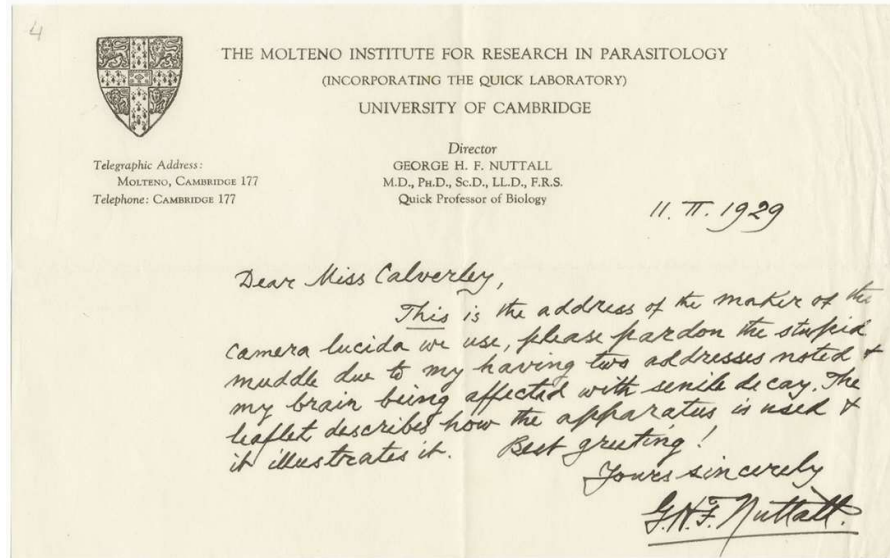 4
THE MOLTENO INSTITUTE FOR RESEARCH IN PARASITOLOGY
(INCORPORATING THE QUICK LABORATORY)
UNIVERSITY OF CAMBRIDGE
Director
GEORGE H. F. NUTTALL
M.D., PH.D., SC.D., LL.D., F.R.S.
Quick Professor of Biology
Telegraphic Address:
MOLTENO, CAMBRIDGE 177
Telephone: CAMBRIDGE 177
11. II. 1929
Dear Miss Calverley,
This is the address of the maker of the
camera lucida we use, please pardon the stupid
muddle due to my having two addresses noted &
my brain being affected with senile decay. The
leaflet describes how the apparatus is used &
it illustrates it. Best greeting!
Yours sincerely
G.H.F. Nuttall.